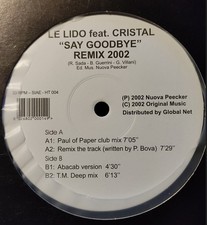 LE LIDO feat. CRISTAL
"SAY GOODBYE"
REMIX 2002
(R. Sada - B. Guerrini - G. Villani)
Ed. Mus. Nuova Peecker
(P) 2002 Nuova Peecker
(C) 2002 Original Music
Distributed by Global Net
Side A
A1: Paul of Paper club mix 7'05"
A2: Remix the track (written by P. Bova) 7'29"
Side B
B1: Abacab version 4'30"
B2: T.M. Deep mix 6'13"